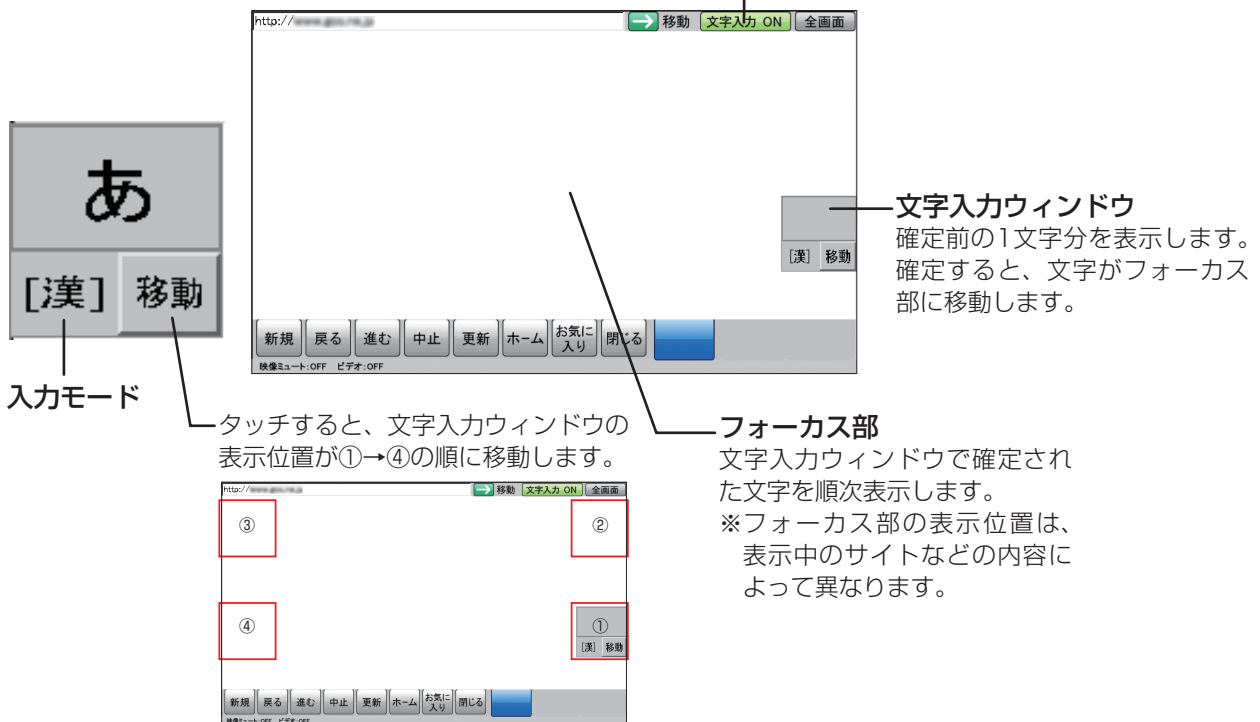 http://
移動 文字入力 ON 全画面
あ
[漢] 移動
入力モード
[漢] 移動
文字入力ウィンドウ
確定前の1文字分を表示します。
確定すると、文字がフォーカス
部に移動します。
新規 戻る 進む 中止 更新 ホーム お気に入り 閉じる
映像ミュート:OFF ビデオ:OFF
タッチすると、文字入力ウィンドウの
表示位置が①→④の順に移動します。
フォーカス部
文字入力ウィンドウで確定され
た文字を順次表示します。
※フォーカス部の表示位置は、
表示中のサイトなどの内容に
よって異なります。
http://
移動 文字入力 ON 全画面
③ ②
④ ①
[漢] 移動
新規 戻る 進む 中止 更新 ホーム お気に入り 閉じる
映像ミュート:OFF ビデオ:OFF